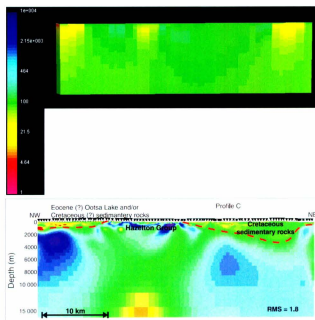 1e+004
2.15e+003
464
100
21.5
4.64
1
Eocene (?) Ootsa Lake and/or
Cretaceous (?) sedimentary rocks
Profile C
NW
NE
0
Hazelton Group
Cretaceous
sedimentary rocks
2000
4000
6000
8000
10 000
15 000
Depth (m)
10 km
RMS = 1.8